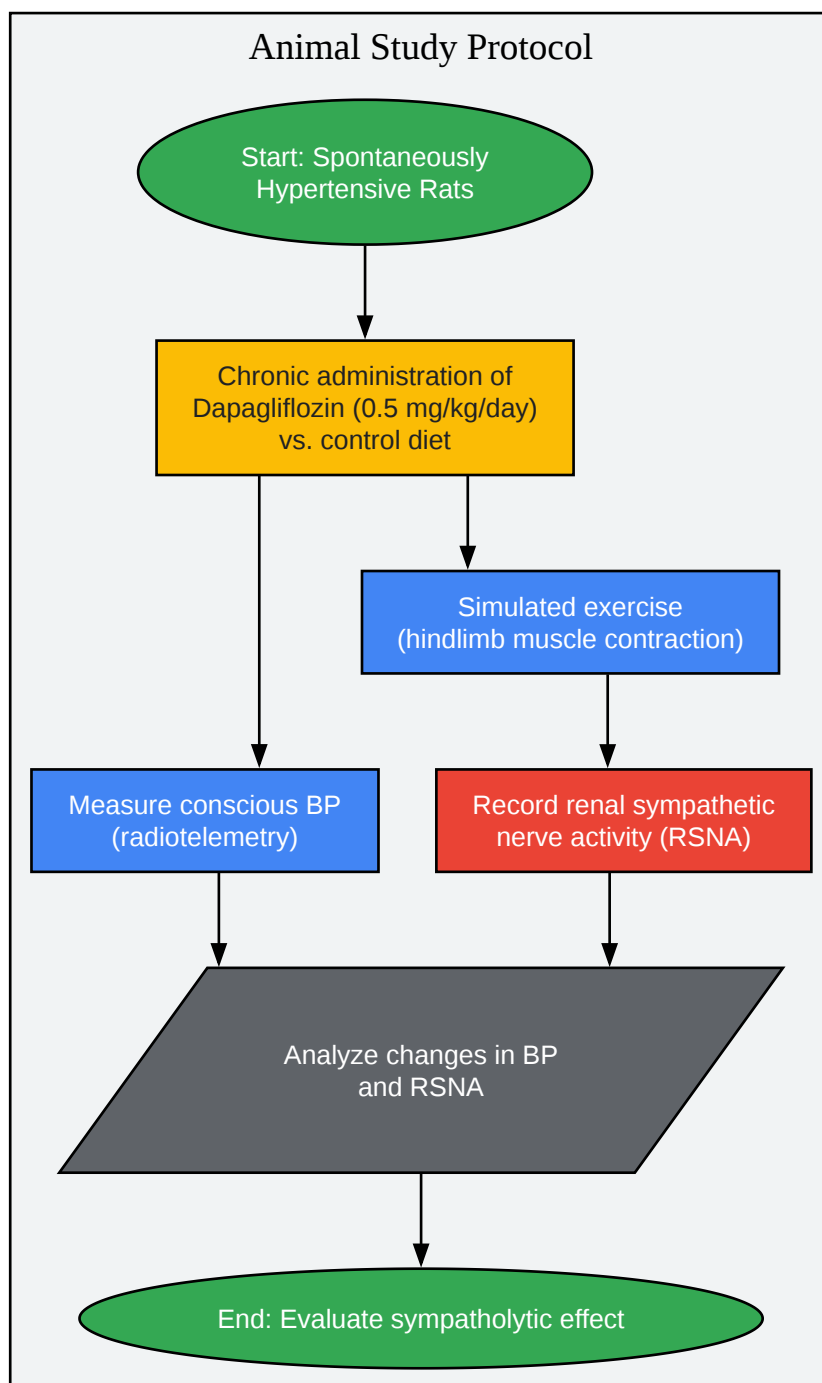 Animal Study Protocol
Start: Spontaneously
Hypertensive Rats
Chronic administration of
Dapagliflozin (0.5 mg/kg/day)
vs. control diet
Simulated exercise
(hindlimb muscle contraction)
Measure conscious BP
(radiotelemetry)
Record renal sympathetic
nerve activity (RSNA)
Analyze changes in BP
and RSNA
End: Evaluate sympatholytic effect